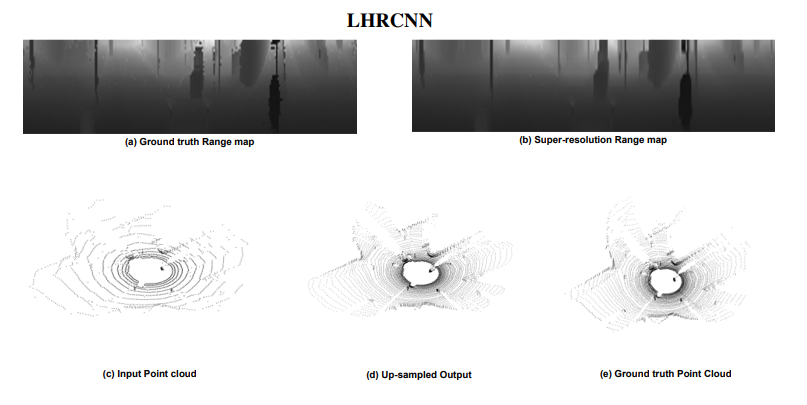 LHRCNN
(a) Ground truth Range map
(b) Super-resolution Range map
(c) Input Point cloud
(d) Up-sampled Output
(e) Ground truth Point Cloud